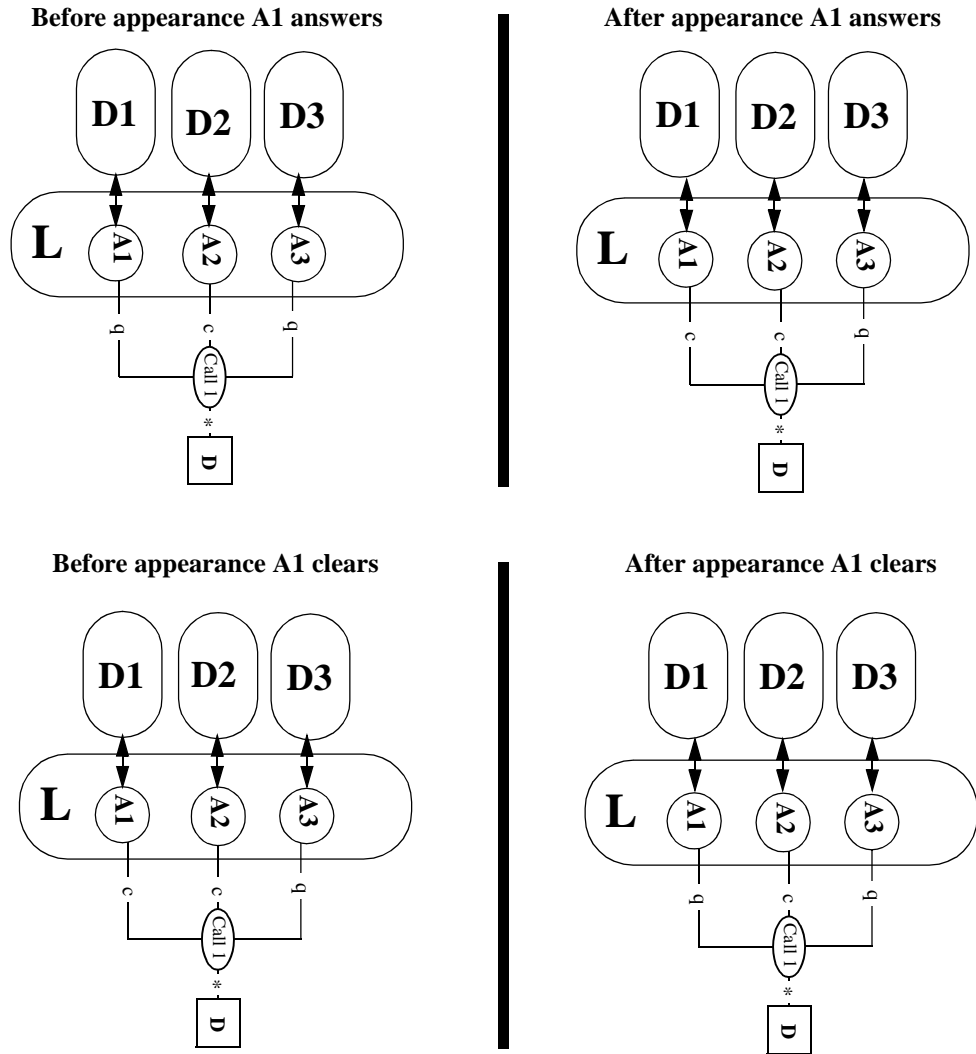 Before appearance A1 answers
D1 D2 D3
L A1 A2 A3
q c q
Call 1
*
D
After appearance A1 answers
D1 D2 D3
L A1 A2 A3
c c q
Call 1
*
D
Before appearance A1 clears
D1 D2 D3
L A1 A2 A3
c c q
Call 1
*
D
After appearance A1 clears
D1 D2 D3
L A1 A2 A3
q c q
Call 1
*
D